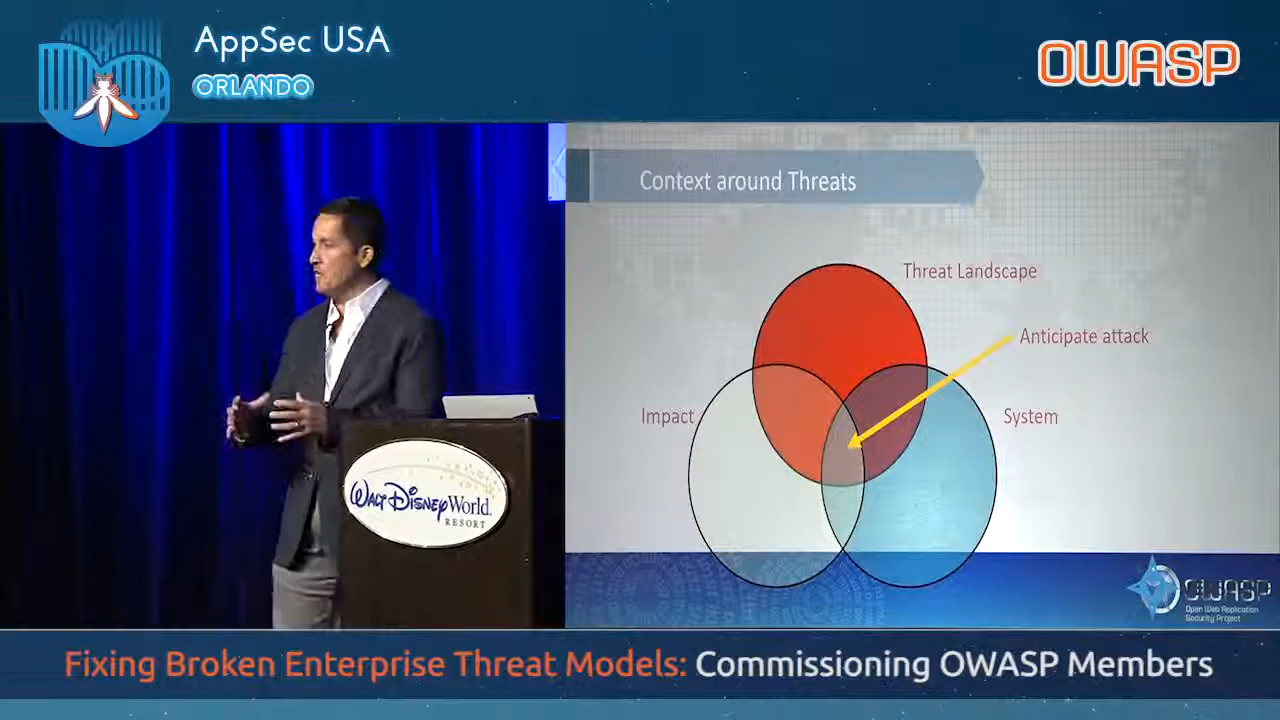 AppSec USA
ORLANDO
OWASP
Context around Threats
Threat Landscape
Anticipate attack
Impact
System
WALT DISNEY World.
RESORT
OWASP
Open Web Application
Security Project
Fixing Broken Enterprise Threat Models: Commissioning OWASP Members